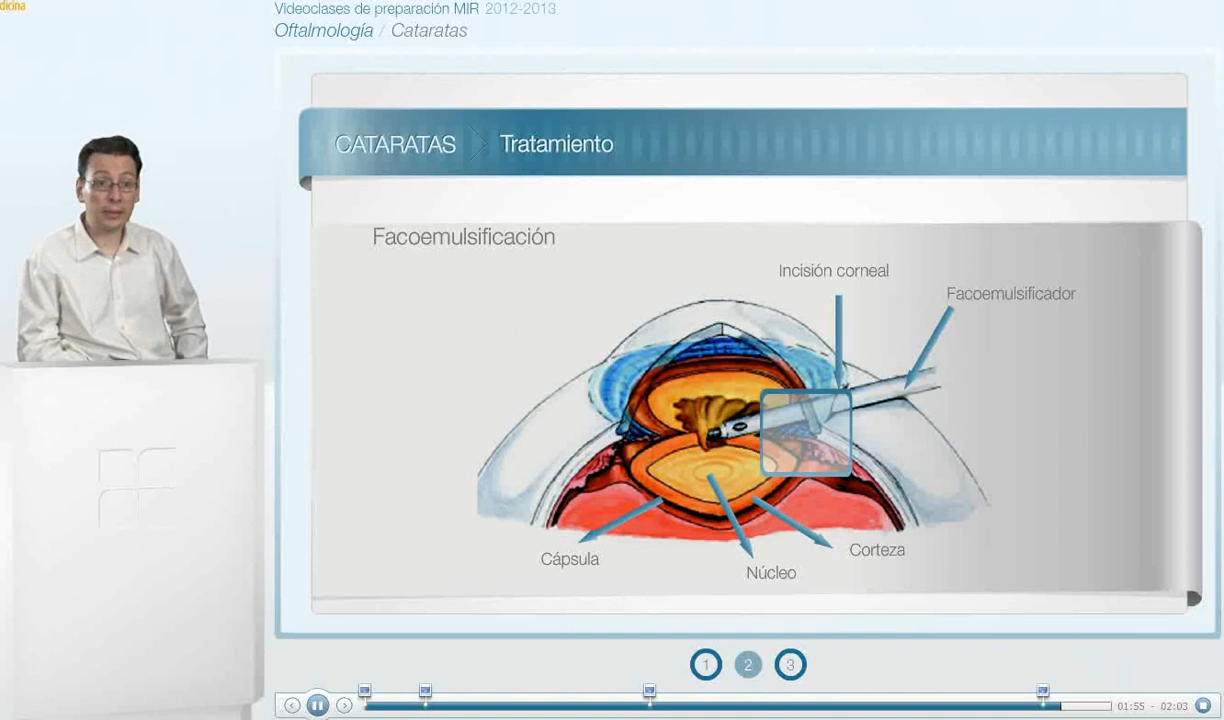 dicina
Videoclases de preparación MIR 2012-2013
Oftalmología / Cataratas
CATARATAS Tratamiento
Facoemulsificación
Incisión corneal
Facoemulsificador
Cápsula
Núcleo
Corteza
1 2 3
01:55 - 02:03